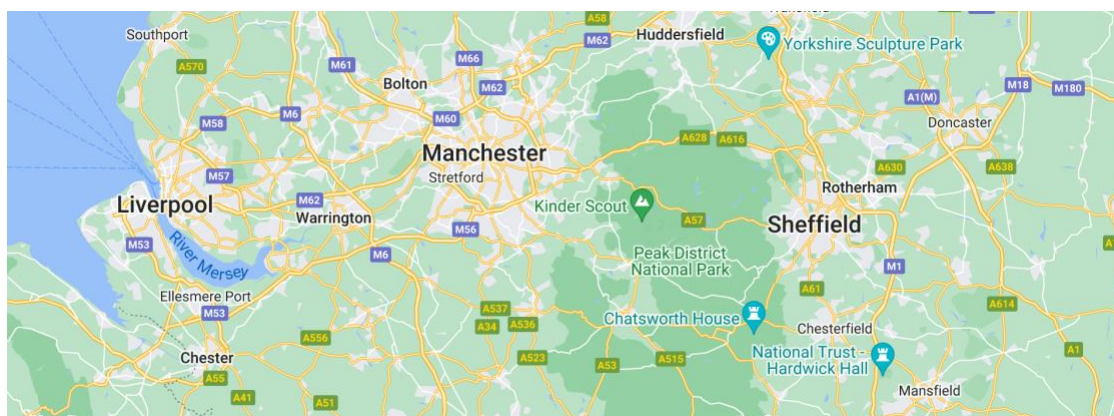 A58
Wakefield
Southport
Huddersfield
M62
Yorkshire Sculpture Park
M66
M61
A570
Bolton
M62
M18
M180
A1(M)
M6
M60
M58
Doncaster
A628
A616
Manchester
A630
A638
Stretford
M57
Rotherham
M62
Liverpool
Kinder Scout
Warrington
A57
Sheffield
M56
M53
M6
River Mersey
Peak District
National Park
M1
A61
Ellesmere Port
A614
M53
A537
Chatsworth House
A34
A536
Chesterfield
A556
National Trust -
Hardwick Hall
A1
Chester
A523
A53
A515
A55
Mansfield
A41
A51